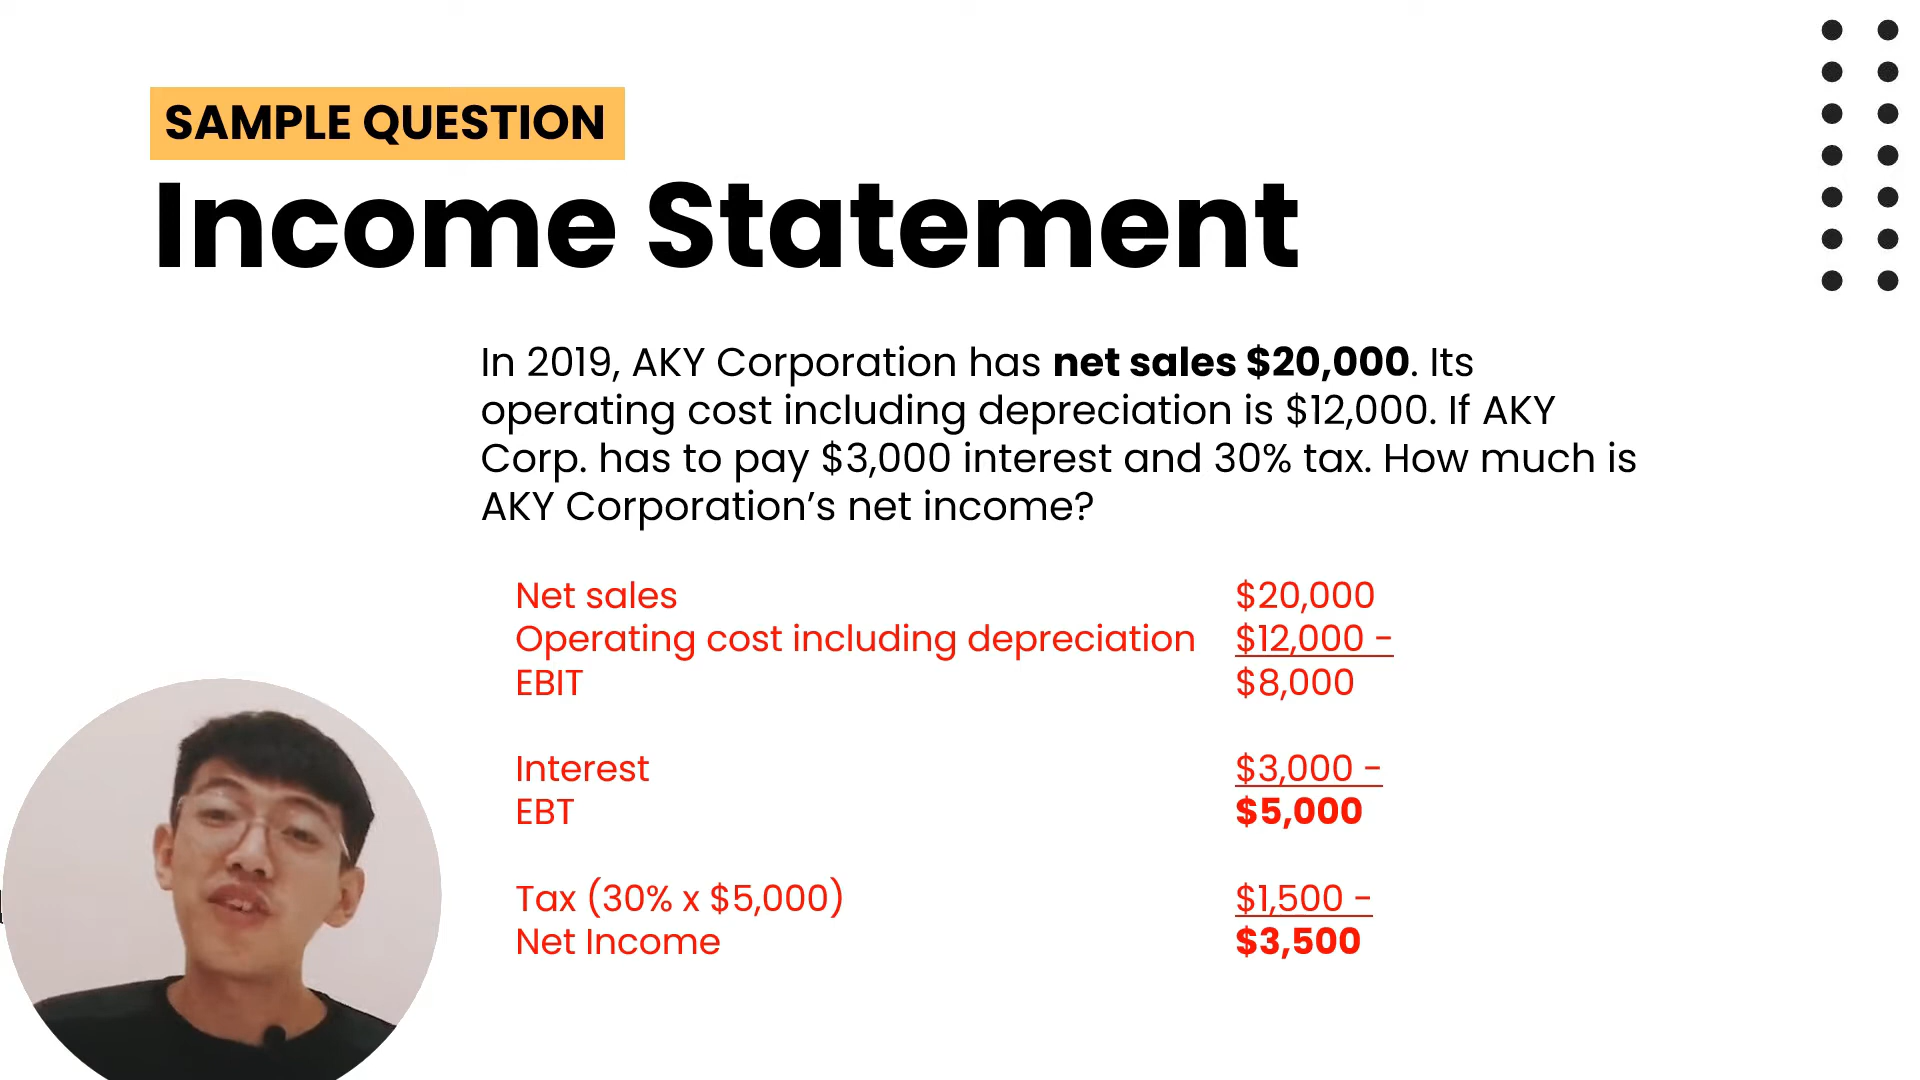 SAMPLE QUESTION
Income Statement
In 2019, AKY Corporation has net sales $20,000. Its
operating cost including depreciation is $12,000. If AKY
Corp. has to pay $3,000 interest and 30% tax. How much is
AKY Corporation’s net income?
Net sales $20,000
Operating cost including depreciation $12,000 -
EBIT $8,000
Interest $3,000 -
EBT $5,000
Tax (30% x $5,000) $1,500 -
Net Income $3,500